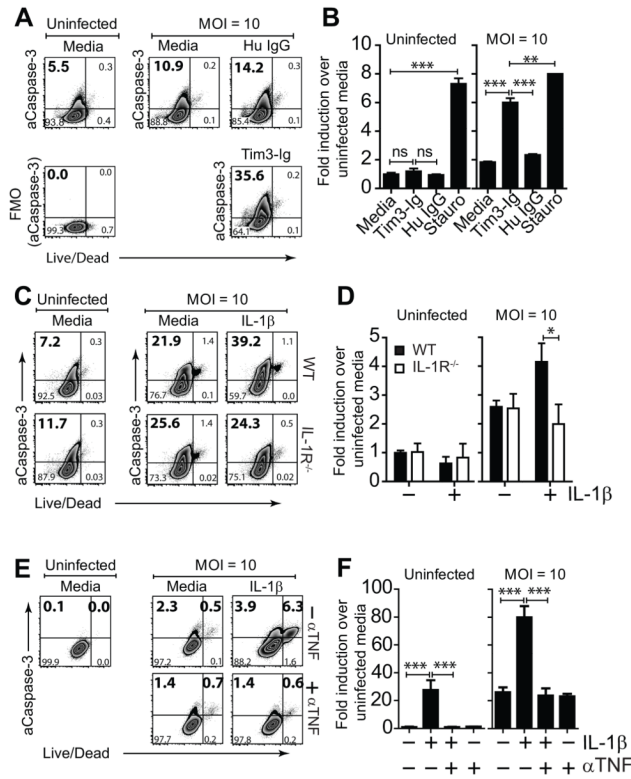 A
Uninfected
MOI = 10
Media
Media
Hu IgG
aCaspase-3
5.5
0.3
93.8
0.4
10.9
0.2
88.8
0.1
14.2
0.3
85.4
0.1
Tim3-Ig
FMO
(aCaspase-3)
0.0
0.0
99.3
0.7
35.6
0.2
64.1
0.1
Live/Dead
B
Uninfected
MOI = 10
Fold induction over
uninfected media
10
8
6
4
2
0
***
ns
ns
**
***
***
Media
Tim3-Ig
Hu IgG
Stauro
Media
Tim3-Ig
Hu IgG
Stauro
C
Uninfected
MOI = 10
Media
Media
IL-1β
aCaspase-3
aCaspase-3
7.2
0.3
92.5
0.03
21.9
1.4
76.7
0.1
39.2
1.1
59.7
0.0
WT
11.7
0.3
87.9
0.03
25.6
1.4
73.3
0.02
24.3
0.5
75.1
0.02
IL-1R-/-
Live/Dead
D
Uninfected
MOI = 10
Fold induction over
uninfected media
5
4
3
2
1
0
WT
IL-1R-/-
*
− + − + IL-1β
E
Uninfected
MOI = 10
Media
Media
IL-1β
aCaspase-3
0.1
0.0
99.9
0.0
2.3
0.5
97.2
0.1
3.9
6.3
88.2
1.6
− αTNF
1.4
0.7
97.7
0.2
1.4
0.6
97.8
0.2
+ αTNF
Live/Dead
F
Uninfected
MOI = 10
Fold induction over
uninfected media
100
80
60
40
20
0
*** ***
*** ***
− + + − − + + − IL-1β
− − + + − − + + αTNF